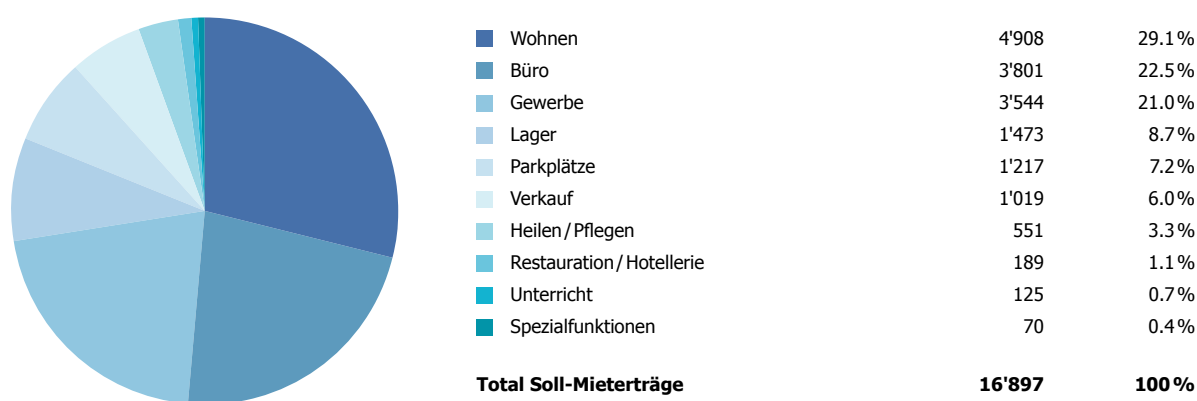 Wohnen 4'908 29.1%
Büro 3'801 22.5%
Gewerbe 3'544 21.0%
Lager 1'473 8.7%
Parkplätze 1'217 7.2%
Verkauf 1'019 6.0%
Heilen/Pflegen 551 3.3%
Restauration/Hotellerie 189 1.1%
Unterricht 125 0.7%
Spezialfunktionen 70 0.4%
Total Soll-Mieterträge 16'897 100%